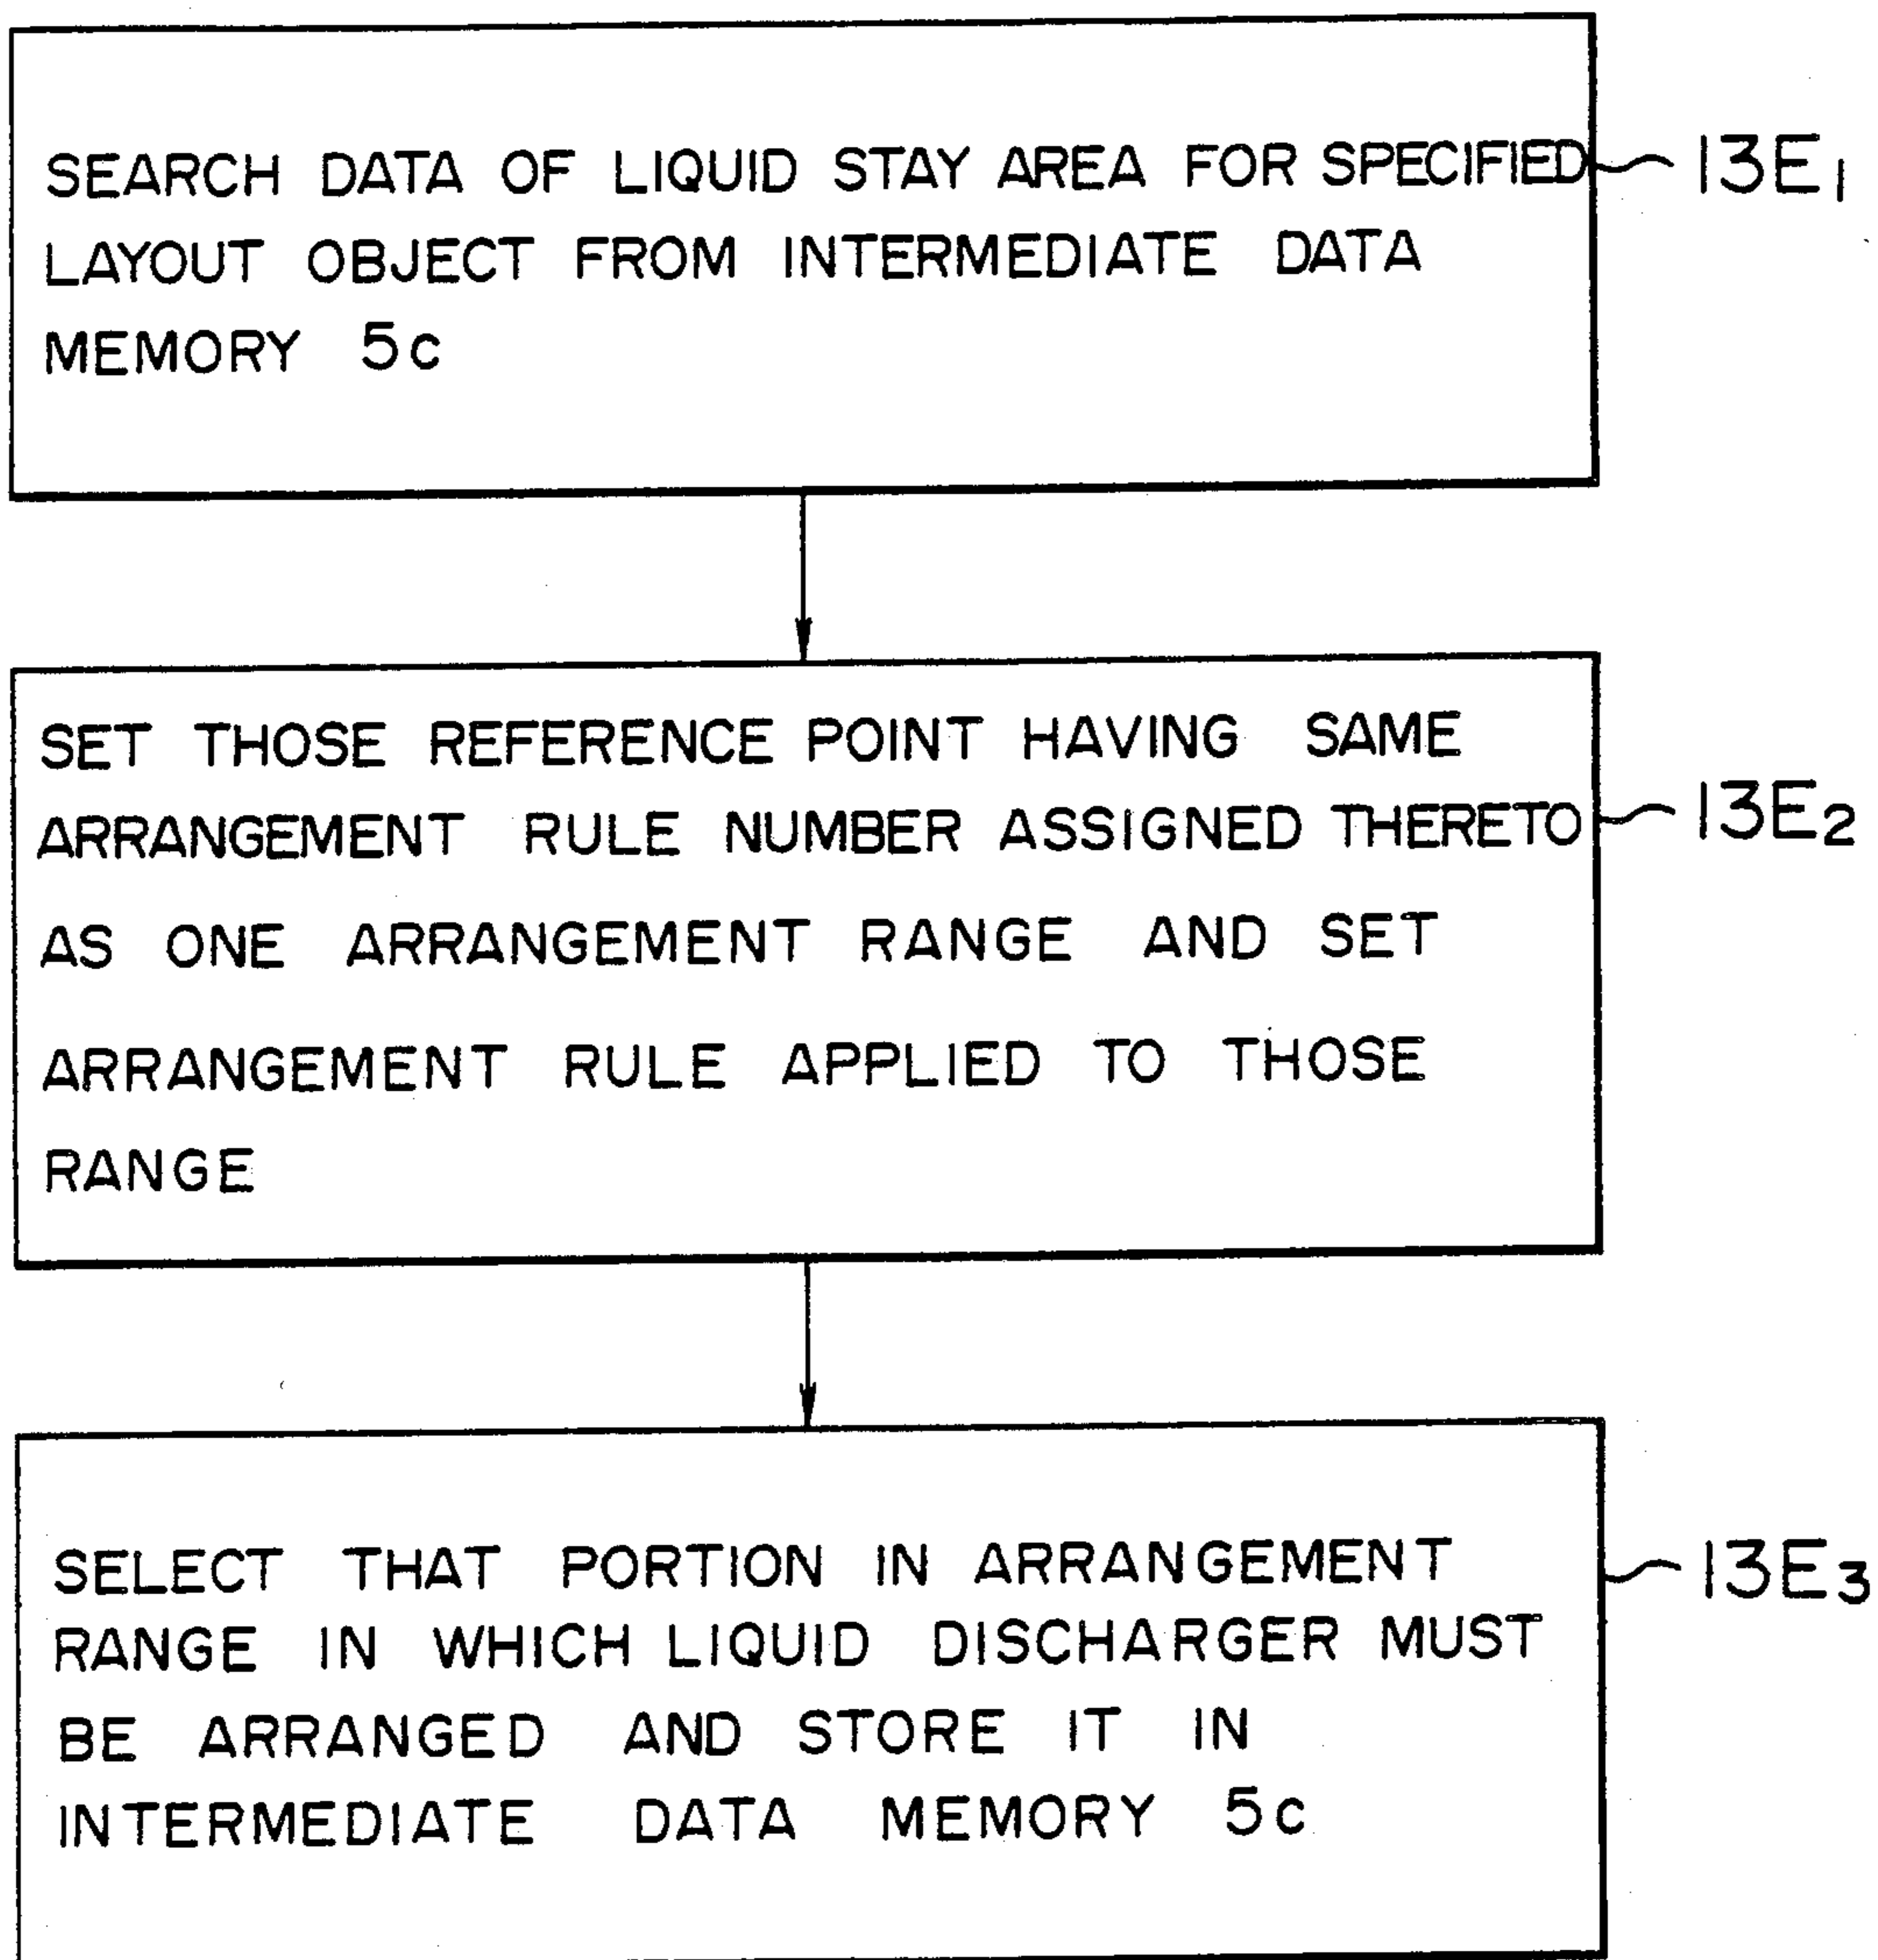 SEARCH DATA OF LIQUID STAY AREA FOR SPECIFIED
LAYOUT OBJECT FROM INTERMEDIATE DATA
MEMORY 5c
13E₁
SET THOSE REFERENCE POINT HAVING SAME
ARRANGEMENT RULE NUMBER ASSIGNED THERETO
AS ONE ARRANGEMENT RANGE AND SET
ARRANGEMENT RULE APPLIED TO THOSE
RANGE
13E₂
SELECT THAT PORTION IN ARRANGEMENT
RANGE IN WHICH LIQUID DISCHARGER MUST
BE ARRANGED AND STORE IT IN
INTERMEDIATE DATA MEMORY 5c
13E₃